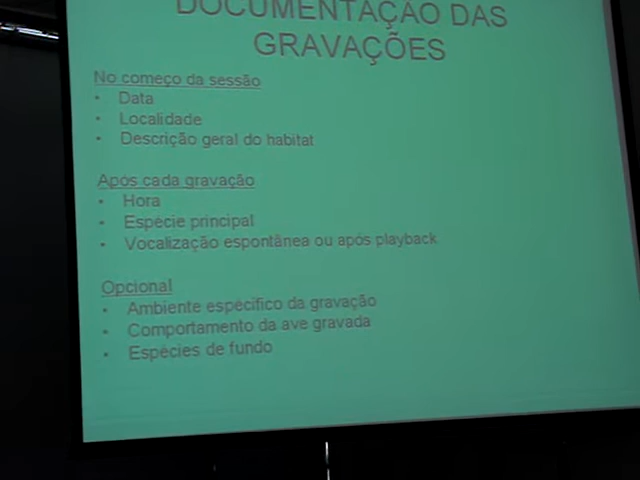 DOCUMENTAÇÃO DAS
GRAVAÇÕES
No começo da sessão
• Data
• Localidade
• Descrição geral do habitat
Após cada gravação
• Hora
• Espécie principal
• Vocalização espontânea ou após playback
Opcional
• Ambiente específico da gravação
• Comportamento da ave gravada
• Espécies de fundo